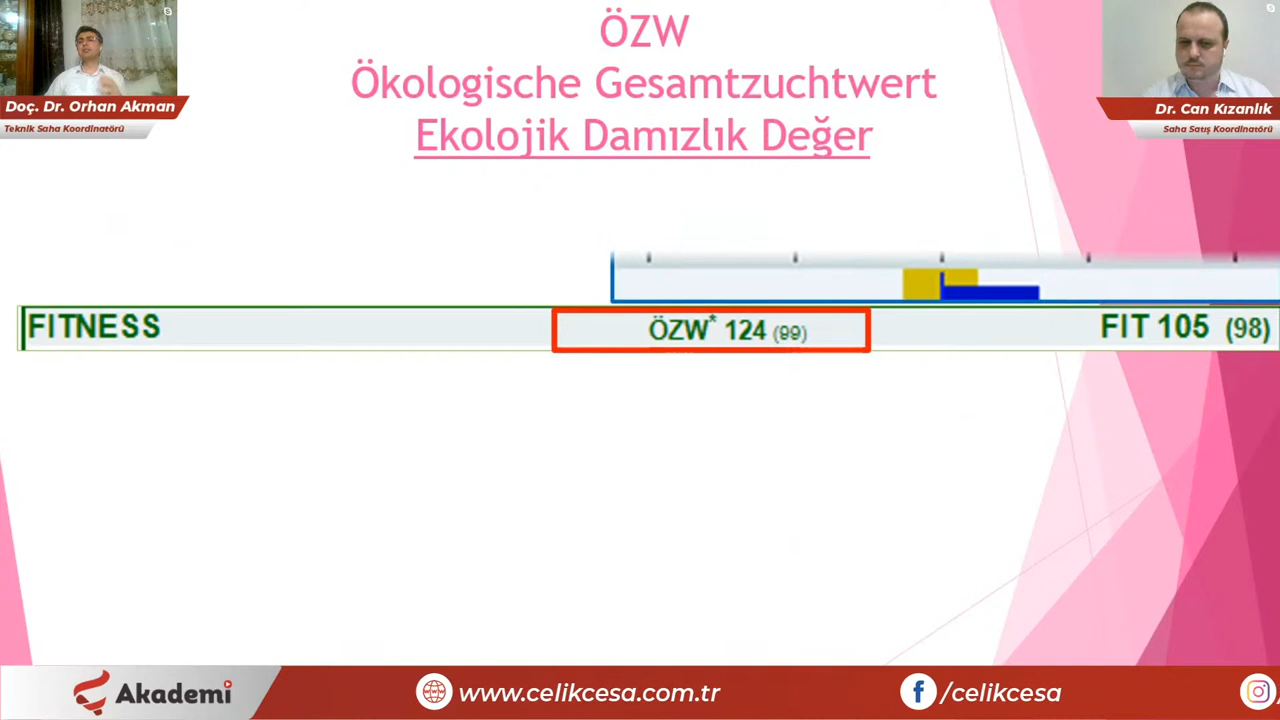 ÖZW
Ökologische Gesamtzuchtwert
Ekolojik Damızlık Değer
Doç. Dr. Orhan Akman
Teknik Saha Koordinatörü
Dr. Can Kızanlık
Saha Satış Koordinatörü
FITNESS
ÖZW* 124 (99)
FIT 105 (98)
Akademi
www.celikcesa.com.tr
/celikcesa